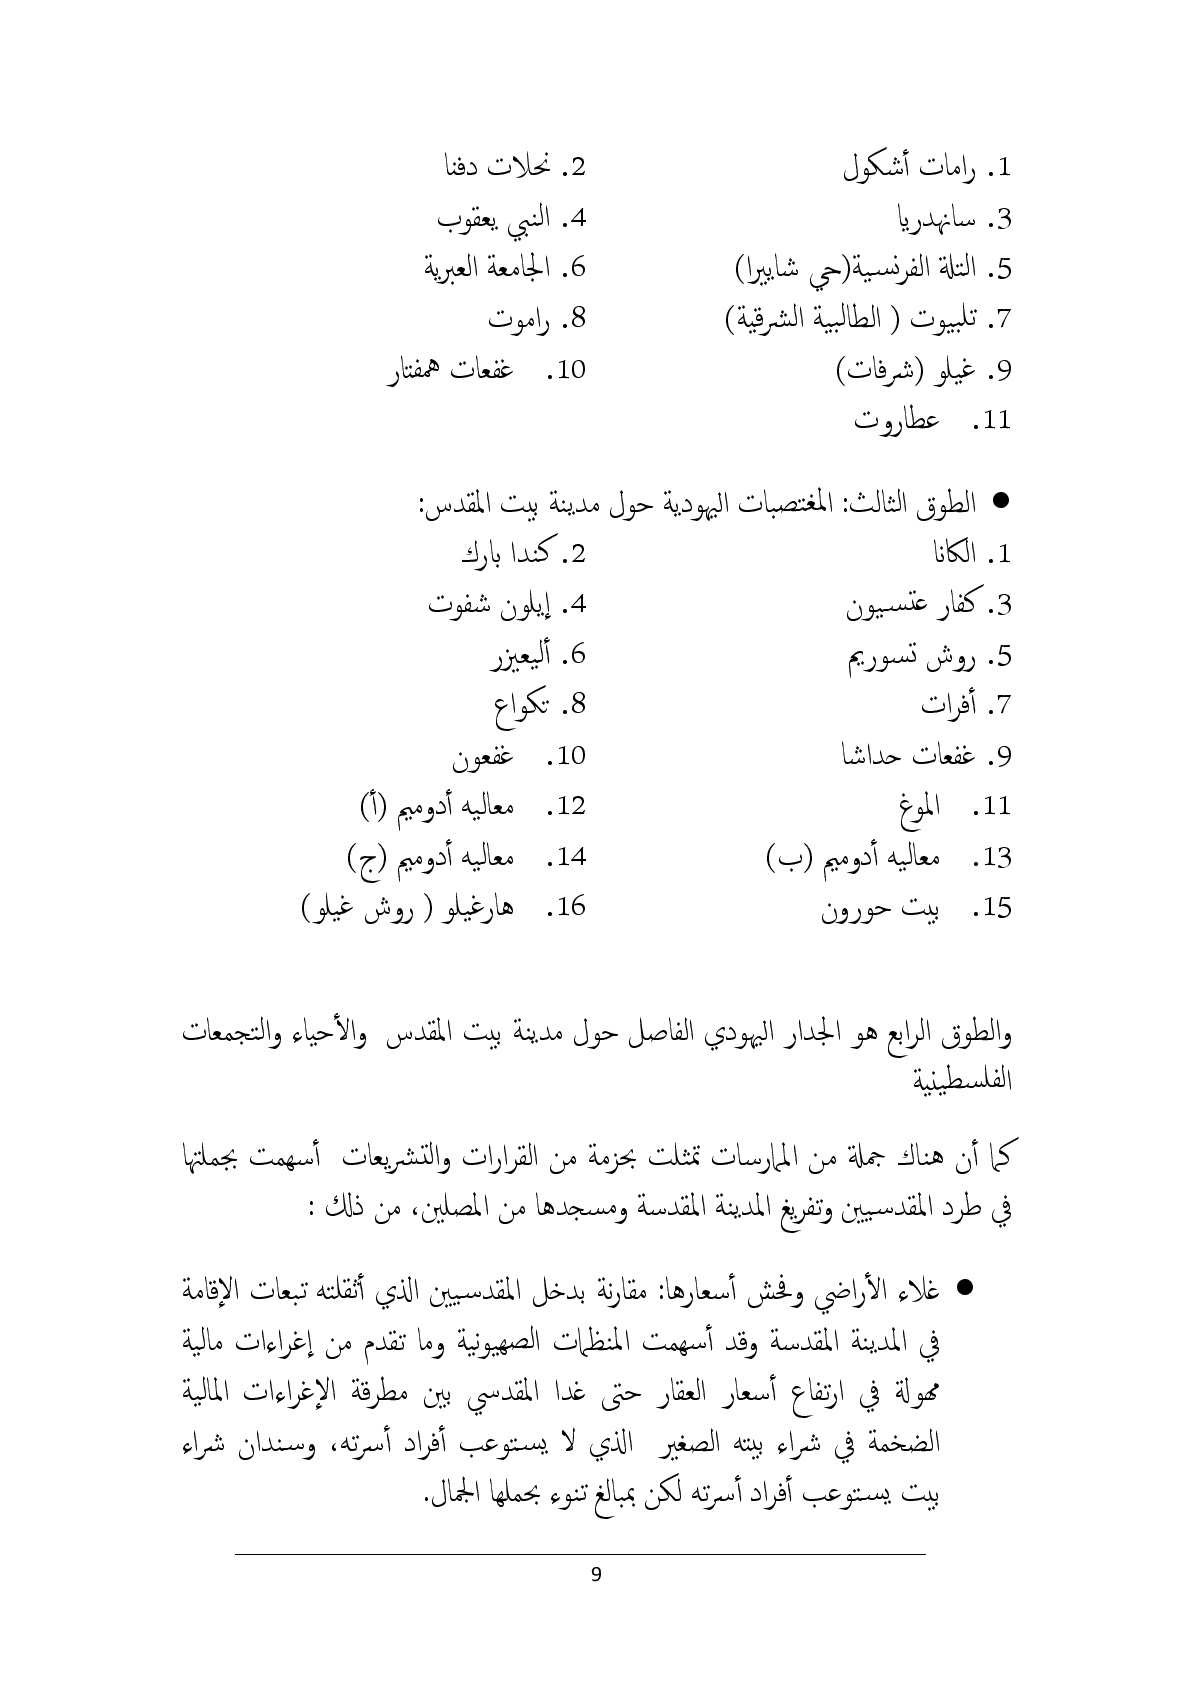 1. رامات أشكول 2. نحلات دفنا
3. سانهدريا 4. النبي يعقوب
5. التلة الفرنسية(حي شابيرا) 6. الجامعة العبرية
7. تلبيوت ( الطالبية الشرقية) 8. راموت
9. غيلو (شرفات) 10. غفعات همفتار
11. عطاروت
● الطوق الثالث: المغتصبات اليهودية حول مدينة بيت المقدس:
1. الكانا 2. كندا بارك
3. كفار عتسيون 4. إيلون شفوت
5. روش تسوريم 6. أليعيزر
7. أفرات 8. تكواع
9. غفعات حداشا 10. غفعون
11. الموغ 12. معاليه أدوميم (أ)
13. معاليه أدوميم (ب) 14. معاليه أدوميم (ج)
15. بيت حورون 16. هارغيلو ( روش غيلو)
والطوق الرابع هو الجدار اليهودي الفاصل حول مدينة بيت المقدس والأحياء والتجمعات
الفلسطينية
كما أن هناك جملة من الممارسات تمثلت بحزمة من القرارات والتشريعات أسهمت بجملتها
في طرد المقدسيين وتفريغ المدينة المقدسة ومسجدها من المصلين، من ذلك :
● غلاء الأراضي وفحش أسعارها: مقارنة بدخل المقدسيين الذي أثقلته تبعات الإقامة
في المدينة المقدسة وقد أسهمت المنظمات الصهيونية وما تقدم من إغراءات مالية
مهولة في ارتفاع أسعار العقار حتى غدا المقدسي بين مطرقة الإغراءات المالية
الضخمة في شراء بيته الصغير الذي لا يستوعب أفراد أسرته، وسندان شراء
بيت يستوعب أفراد أسرته لكن بمبالغ تنوء بحملها الجمال.
9